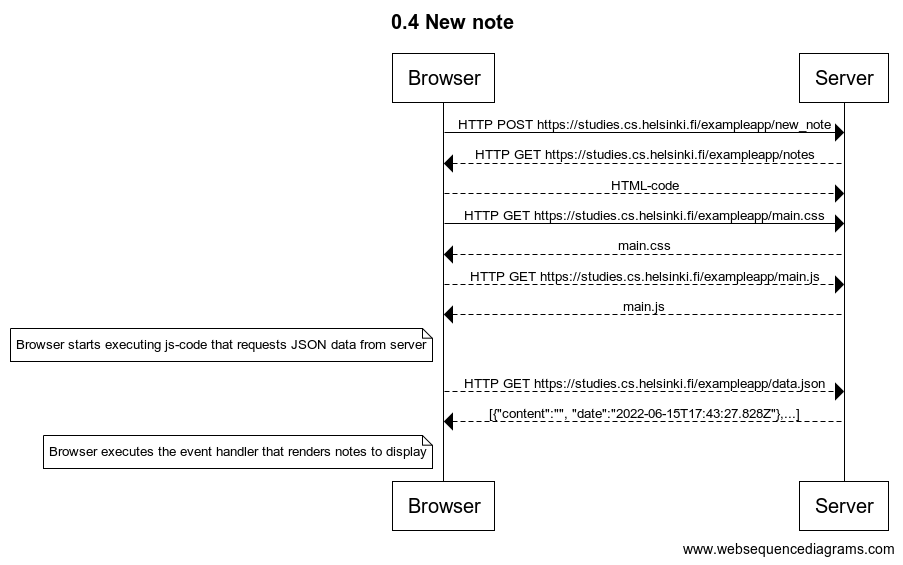 0.4 New note
Browser
Server
HTTP POST https://studies.cs.helsinki.fi/exampleapp/new_note
HTTP GET https://studies.cs.helsinki.fi/exampleapp/notes
HTML-code
HTTP GET https://studies.cs.helsinki.fi/exampleapp/main.css
main.css
HTTP GET https://studies.cs.helsinki.fi/exampleapp/main.js
main.js
Browser starts executing js-code that requests JSON data from server
HTTP GET https://studies.cs.helsinki.fi/exampleapp/data.json
[{"content":"", "date":"2022-06-15T17:43:27.828Z"},...]
Browser executes the event handler that renders notes to display
Browser
Server
www.websequencediagrams.com